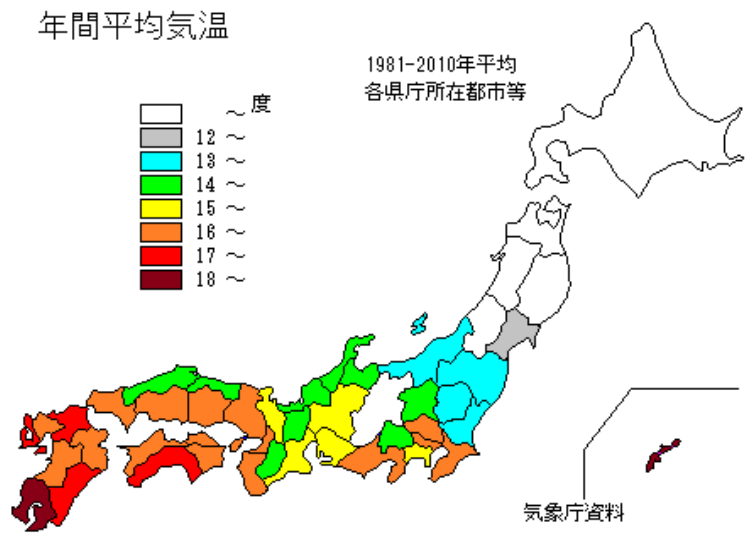 年間平均気温
1981-2010年平均
各県庁所在都市等
～度
12～
13～
14～
15～
16～
17～
18～
気象庁資料